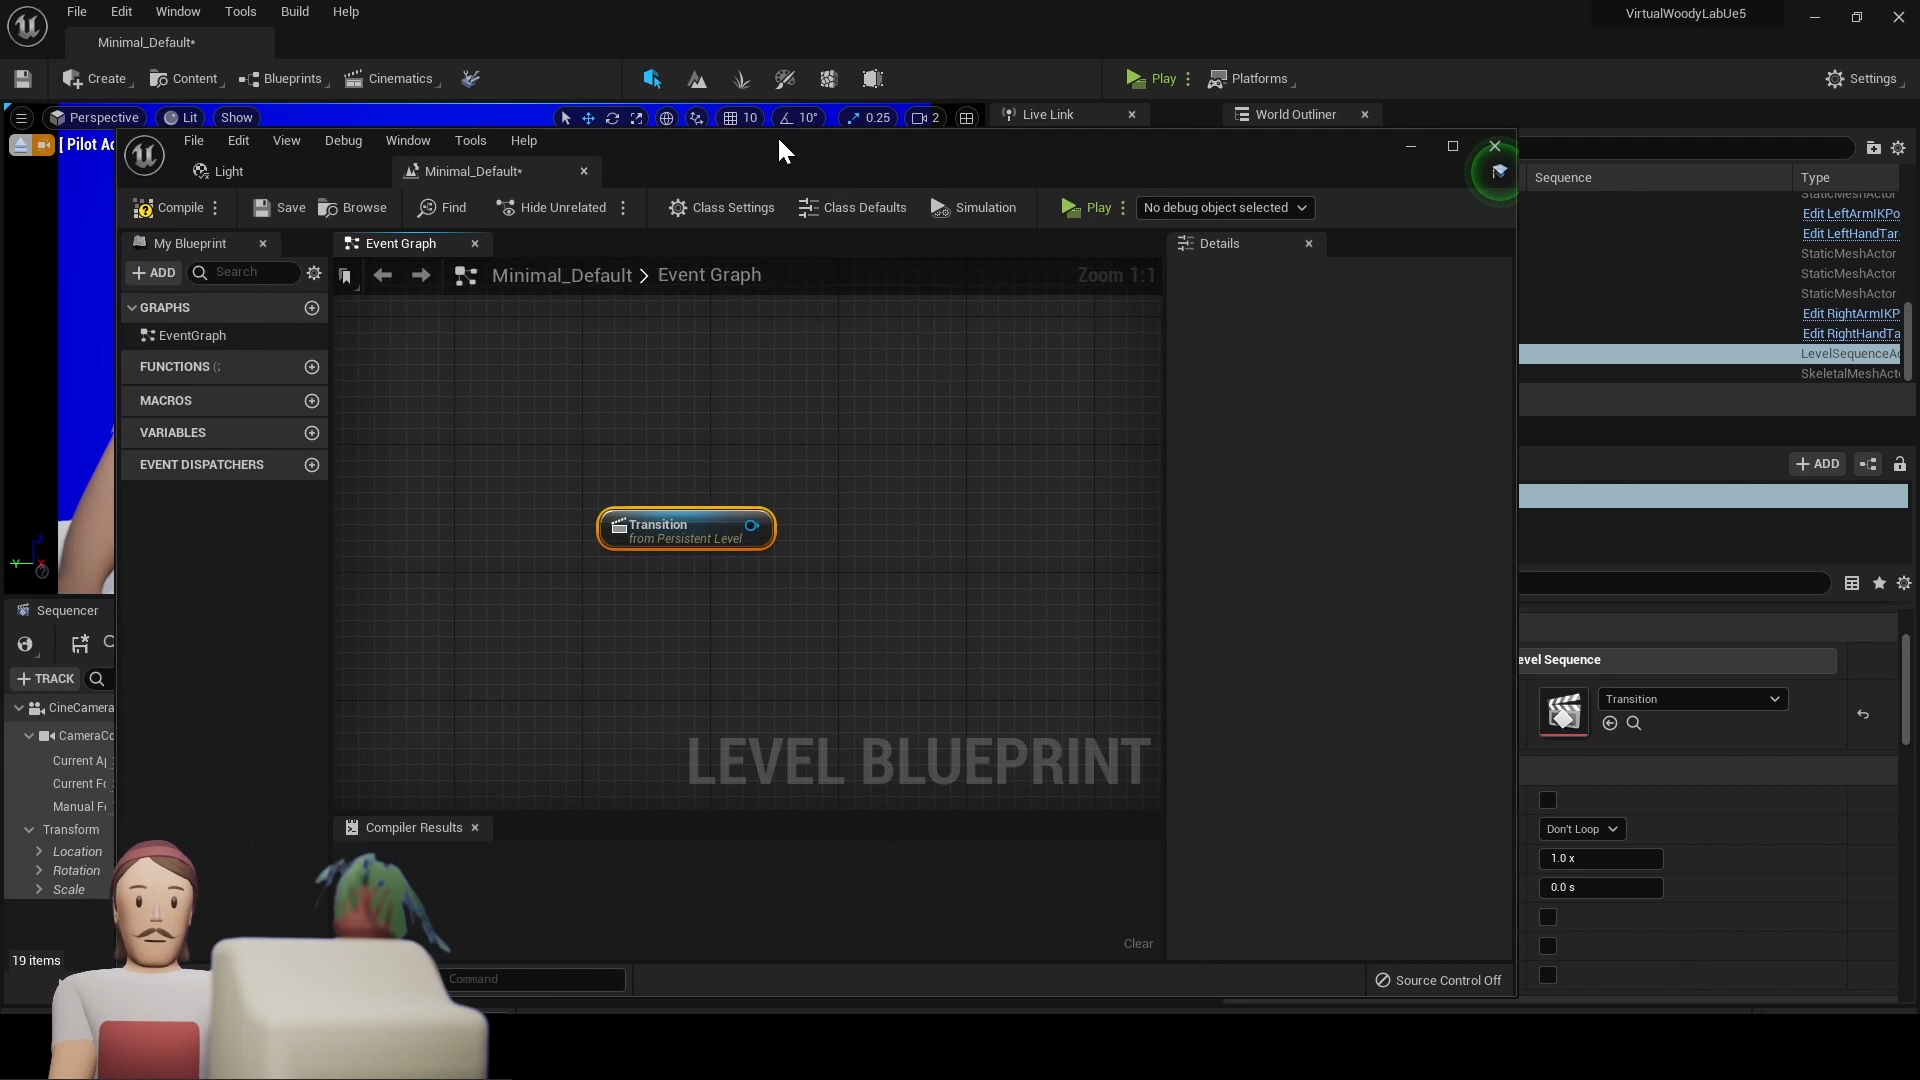 File Edit Window Tools Build Help
VirtualWoodyLabUe5
Minimal_Default*
Create Content Blueprints Cinematics Play Platforms Settings
Perspective Lit Show 10 10° 0.25 2 Live Link World Outliner
[ Pilot Ac
File Edit View Debug Window Tools Help
Light Minimal_Default*
Sequence Type
StaticMeshActor
Compile Save Browse Find Hide Unrelated Class Settings Class Defaults Simulation Play No debug object selected
Edit LeftArmIKPo
Edit LeftHandTar
My Blueprint Event Graph Details
StaticMeshActor
ADD Search Minimal_Default > Event Graph Zoom 1:1
StaticMeshActor
StaticMeshActor
GRAPHS
Edit RightArmIKP
EventGraph
Edit RightHandTa
LevelSequenceAc
FUNCTIONS (2
SkeletalMeshActo
MACROS
VARIABLES
EVENT DISPATCHERS
ADD
Transition
from Persistent Level
Sequencer
TRACK
evel Sequence
Transition
CineCamera
CameraCo
Current Ap
Current Fo
Manual Fo
LEVEL BLUEPRINT
Transform
Location
Rotation
Scale
Compiler Results
Don't Loop
1.0 x
0.0 s
Clear
19 items
Command
Source Control Off